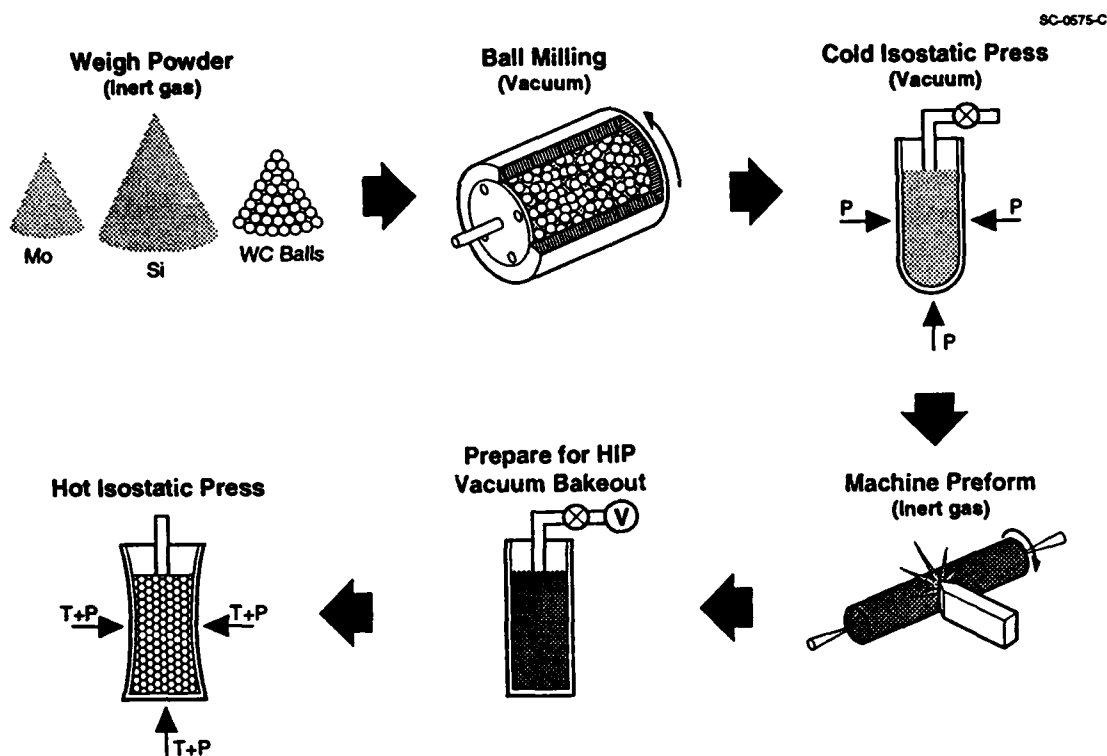 SC-0575-C
Weigh Powder
(Inert gas)
Mo
Si
WC Balls
Ball Milling
(Vacuum)
Cold Isostatic Press
(Vacuum)
P
P
P
Machine Preform
(Inert gas)
Prepare for HIP
Vacuum Bakeout
V
Hot Isostatic Press
T+P
T+P
T+P